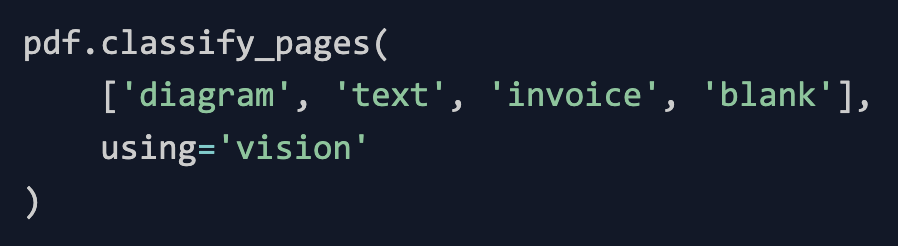 pdf.classify_pages(
    ['diagram', 'text', 'invoice', 'blank'],
    using='vision'
)